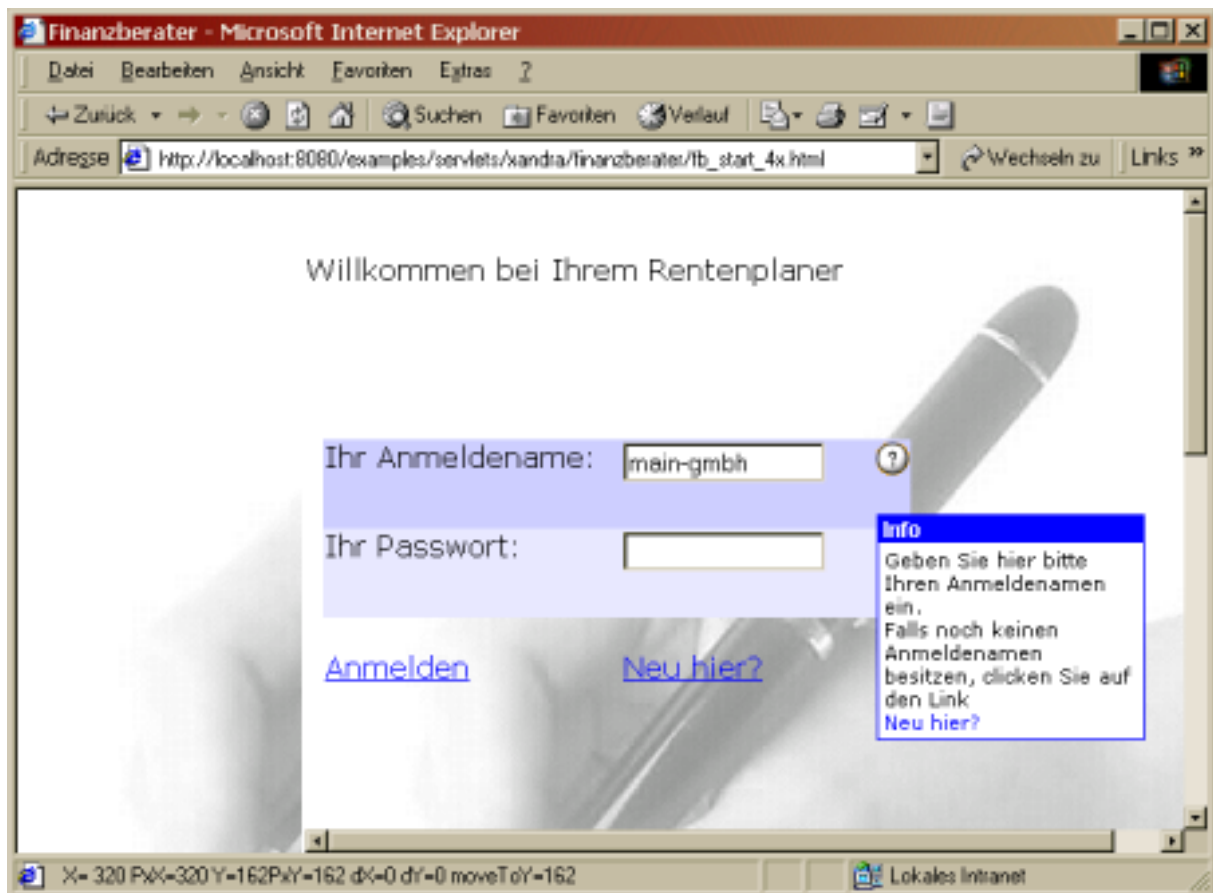 Finanzberater - Microsoft Internet Explorer
Datei Bearbeiten Ansicht Favoriten Extras ?
Zurück Suchen Favoriten Verlauf
Adresse http://localhost:8080/examples/servlets/xandra/finanzberater/fb_start_4x.html Wechseln zu Links »
Willkommen bei Ihrem Rentenplaner
Ihr Anmeldename: main-gmbh ?
Ihr Passwort:
Info
Geben Sie hier bitte
Ihren Anmeldenamen
ein.
Falls noch keinen
Anmeldenamen
besitzen, clicken Sie auf
den Link
Neu hier?
Anmelden Neu hier?
X= 320 PxX=320 Y=162PxY=162 dX=0 dY=0 moveToY=162 Lokales Intranet